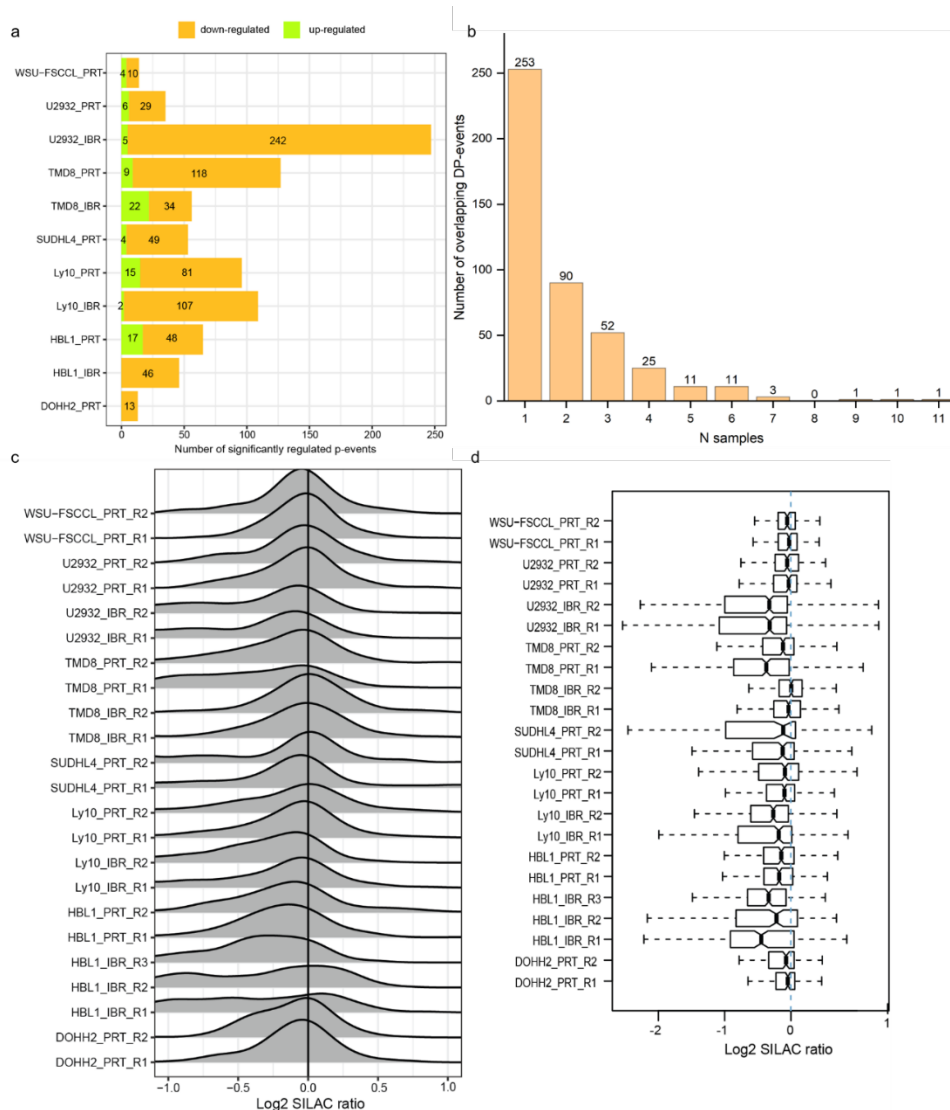 a
down-regulated up-regulated
WSU-FSCCL_PRT 4 10
U2932_PRT 6 29
U2932_IBR 5 242
TMD8_PRT 9 118
TMD8_IBR 22 34
SUDHL4_PRT 4 49
Ly10_PRT 15 81
Ly10_IBR 2 107
HBL1_PRT 17 48
HBL1_IBR 46
DOHH2_PRT 13
0 50 100 150 200 250
Number of significantly regulated p-events
b
Number of overlapping DP-events
250
200
150
100
50
0
253 90 52 25 11 11 3 0 1 1 1
1 2 3 4 5 6 7 8 9 10 11
N samples
c
WSU-FSCCL_PRT_R2
WSU-FSCCL_PRT_R1
U2932_PRT_R2
U2932_PRT_R1
U2932_IBR_R2
U2932_IBR_R1
TMD8_PRT_R2
TMD8_PRT_R1
TMD8_IBR_R2
TMD8_IBR_R1
SUDHL4_PRT_R2
SUDHL4_PRT_R1
Ly10_PRT_R2
Ly10_PRT_R1
Ly10_IBR_R2
Ly10_IBR_R1
HBL1_PRT_R2
HBL1_PRT_R1
HBL1_IBR_R3
HBL1_IBR_R2
HBL1_IBR_R1
DOHH2_PRT_R2
DOHH2_PRT_R1
−1.0 −0.5 0.0 0.5 1.0
Log2 SILAC ratio
d
WSU-FSCCL_PRT_R2
WSU-FSCCL_PRT_R1
U2932_PRT_R2
U2932_PRT_R1
U2932_IBR_R2
U2932_IBR_R1
TMD8_PRT_R2
TMD8_PRT_R1
TMD8_IBR_R2
TMD8_IBR_R1
SUDHL4_PRT_R2
SUDHL4_PRT_R1
Ly10_PRT_R2
Ly10_PRT_R1
Ly10_IBR_R2
Ly10_IBR_R1
HBL1_PRT_R2
HBL1_PRT_R1
HBL1_IBR_R3
HBL1_IBR_R2
HBL1_IBR_R1
DOHH2_PRT_R2
DOHH2_PRT_R1
-2 -1 0 1
Log2 SILAC ratio